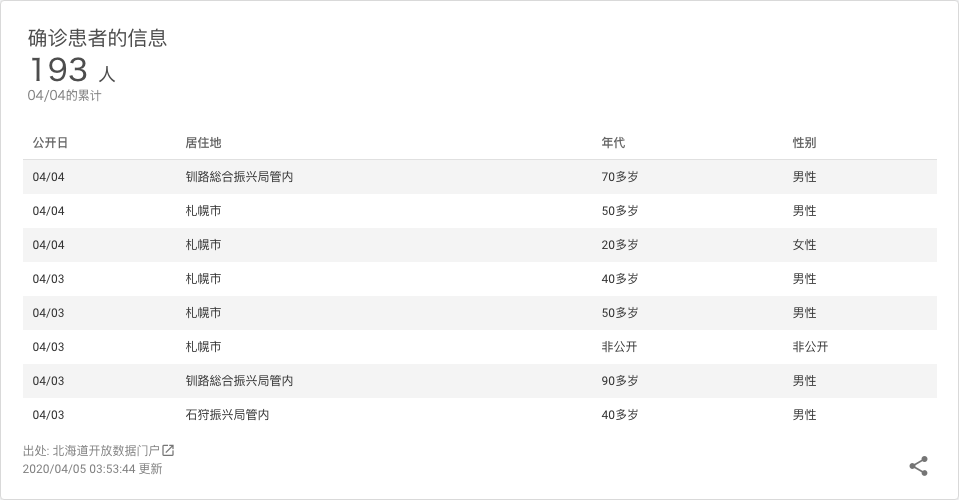 确诊患者的信息
193 人
04/04的累计
公开日 居住地 年代 性别
04/04 钏路総合振兴局管内 70多岁 男性
04/04 札幌市 50多岁 男性
04/04 札幌市 20多岁 女性
04/03 札幌市 40多岁 男性
04/03 札幌市 50多岁 男性
04/03 札幌市 非公开 非公开
04/03 钏路総合振兴局管内 90多岁 男性
04/03 石狩振兴局管内 40多岁 男性
出处: 北海道开放数据门户
2020/04/05 03:53:44 更新